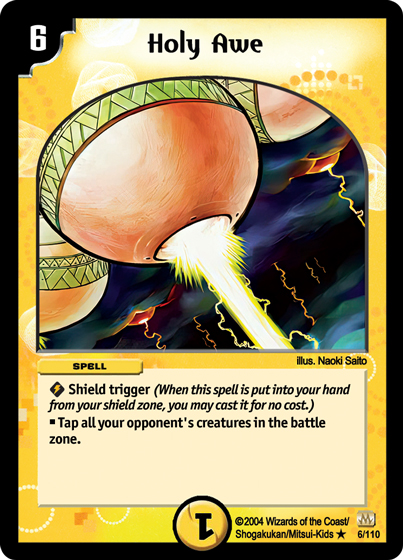 6
Holy Awe
illus. Naoki Saito
SPELL
Shield trigger (When this spell is put into your hand
from your shield zone, you may cast it for no cost.)
▪ Tap all your opponent's creatures in the battle
zone.
1
©2004 Wizards of the Coast/
Shogakukan/Mitsui-Kids ★ 6/110